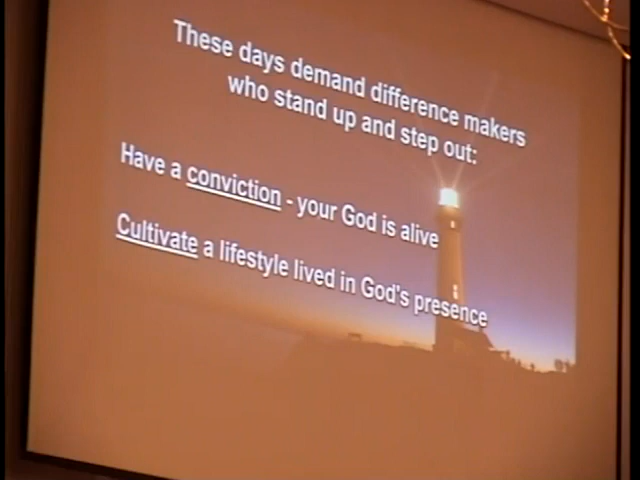 These days demand difference makers
who stand up and step out:
Have a conviction - your God is alive
Cultivate a lifestyle lived in God's presence